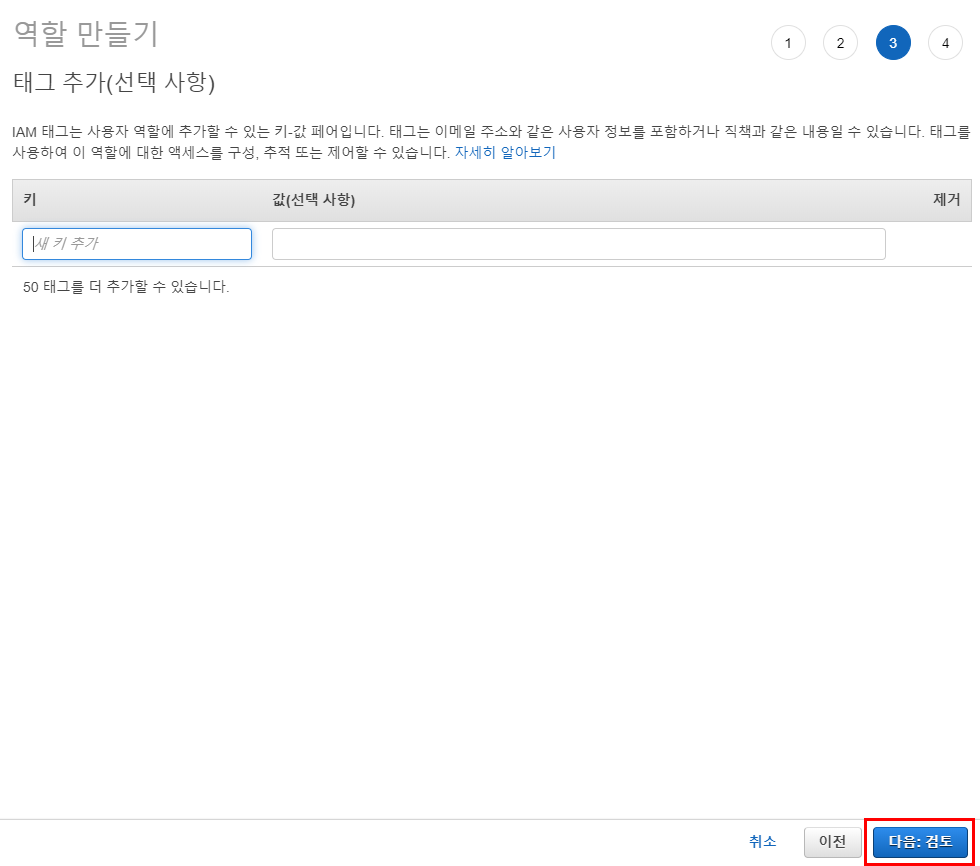 역할 만들기
1 2 3 4
태그 추가(선택 사항)
IAM 태그는 사용자 역할에 추가할 수 있는 키-값 페어입니다. 태그는 이메일 주소와 같은 사용자 정보를 포함하거나 직책과 같은 내용일 수 있습니다. 태그를
사용하여 이 역할에 대한 액세스를 구성, 추적 또는 제어할 수 있습니다. 자세히 알아보기
키 값(선택 사항) 제거
새 키 추가
50 태그를 더 추가할 수 있습니다.
취소 이전 다음: 검토